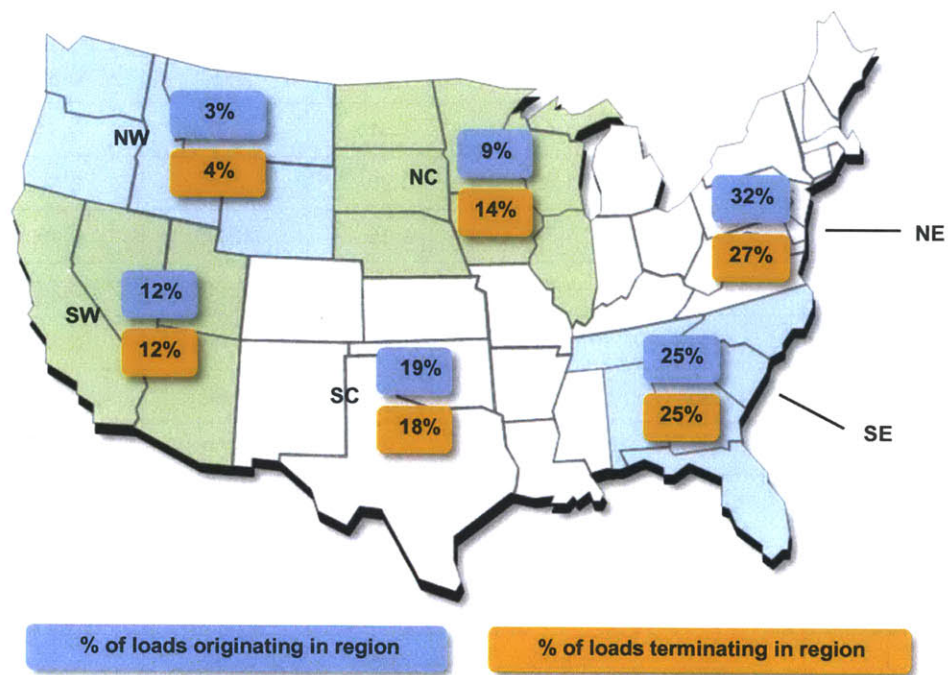 3%
NW
4%
9%
NC
14%
32%
NE
27%
12%
SW
12%
19%
SC
18%
25%
25%
SE
% of loads originating in region
% of loads terminating in region